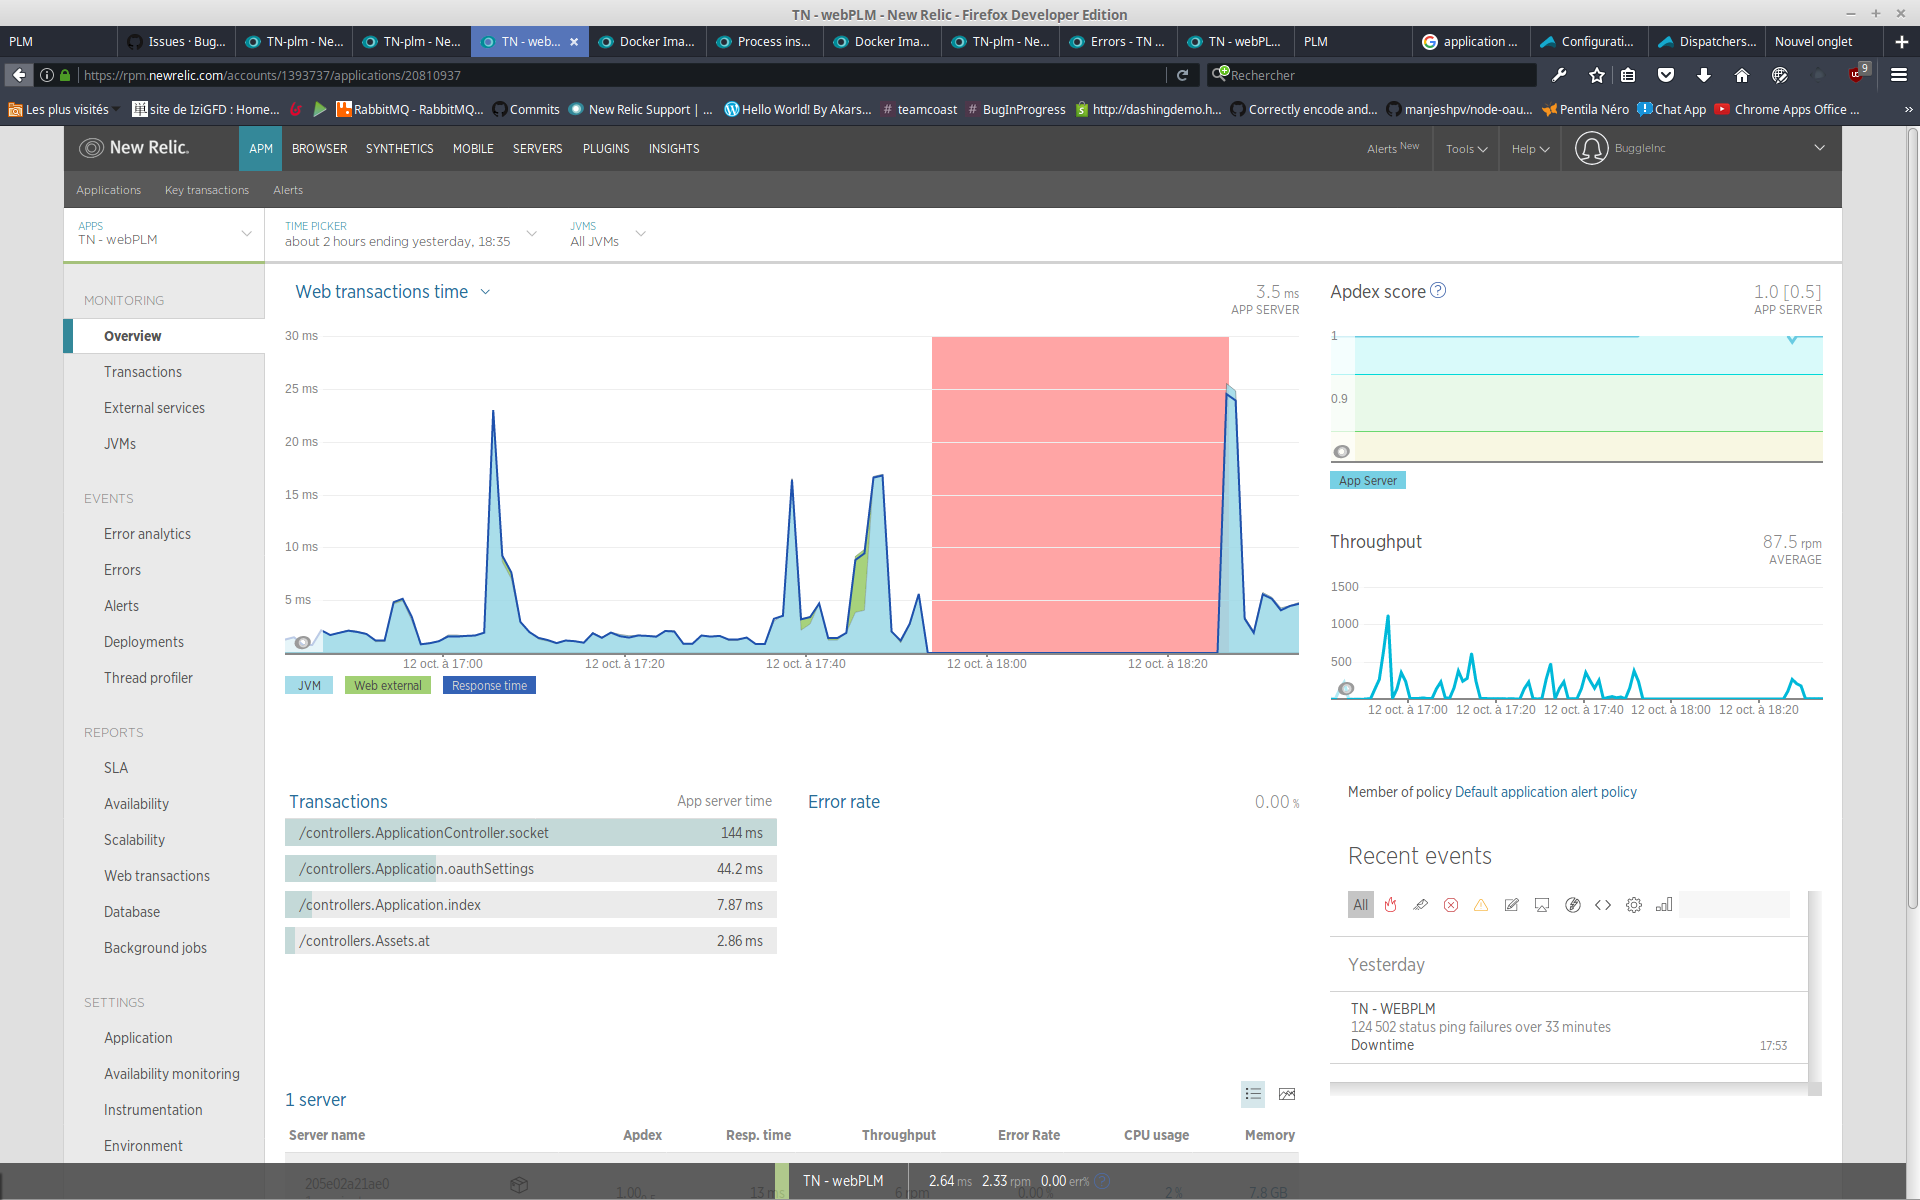 TN - webPLM - New Relic - Firefox Developer Edition
PLM
Issues · Bug...
TN-plm - Ne...
TN-plm - Ne...
TN - web...
Docker Ima...
Process ins...
Docker Ima...
TN-plm - Ne...
Errors - TN ...
TN - webPL...
PLM
application ...
Configurati...
Dispatchers...
Nouvel onglet
https://rpm.newrelic.com/accounts/1393737/applications/20810937
Rechercher
9
Les plus visités
site de IziGFD : Home...
RabbitMQ - RabbitMQ...
Commits
New Relic Support | ...
Hello World! By Akars...
# teamcoast
# BugInProgress
http://dashingdemo.h...
Correctly encode and...
manjeshpv/node-oau...
Pentila Néro
Chat App
Chrome Apps Office ...
»
New Relic.
APM
BROWSER
SYNTHETICS
MOBILE
SERVERS
PLUGINS
INSIGHTS
Alerts New
Tools
Help
BuggleInc
Applications
Key transactions
Alerts
APPS
TN - webPLM
TIME PICKER
about 2 hours ending yesterday, 18:35
JVMS
All JVMs
MONITORING
Overview
Transactions
External services
JVMs
EVENTS
Error analytics
Errors
Alerts
Deployments
Thread profiler
REPORTS
SLA
Availability
Scalability
Web transactions
Database
Background jobs
SETTINGS
Application
Availability monitoring
Instrumentation
Environment
Web transactions time
3.5 ms
APP SERVER
30 ms
25 ms
20 ms
15 ms
10 ms
5 ms
12 oct. à 17:00
12 oct. à 17:20
12 oct. à 17:40
12 oct. à 18:00
12 oct. à 18:20
JVM
Web external
Response time
Apdex score ?
1.0 [0.5]
APP SERVER
1
0.9
App Server
Throughput
87.5 rpm
AVERAGE
1500
1000
500
12 oct. à 17:00
12 oct. à 17:20
12 oct. à 17:40
12 oct. à 18:00
12 oct. à 18:20
Transactions
App server time
/controllers.ApplicationController.socket
144 ms
/controllers.Application.oauthSettings
44.2 ms
/controllers.Application.index
7.87 ms
/controllers.Assets.at
2.86 ms
Error rate
0.00 %
Member of policy Default application alert policy
Recent events
All
Yesterday
TN - WEBPLM
124 502 status ping failures over 33 minutes
Downtime
17:53
1 server
Server name
Apdex
Resp. time
Throughput
Error Rate
CPU usage
Memory
205e02a21ae0
1.00
13 ms
6 rpm
0.00 %
2 %
7.8 GB
TN - webPLM
2.64 ms
2.33 rpm
0.00 err%
?